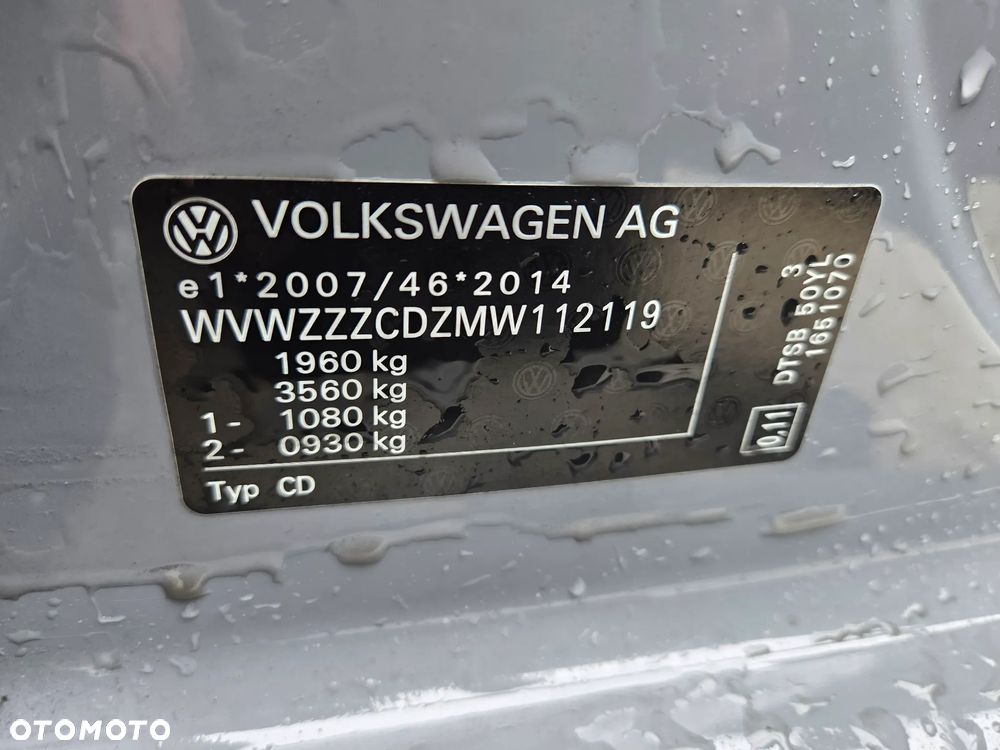 VOLKSWAGEN AG
e1*2007/46*2014
WVWZZZCDZMW112119
1960 kg
3560 kg
1- 1080 kg
2- 0930 kg
Typ CD
3
DTSB 50YL
1651070
0,11
OTOMOTO